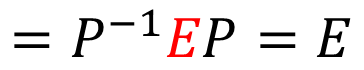 = P⁻¹EP = E